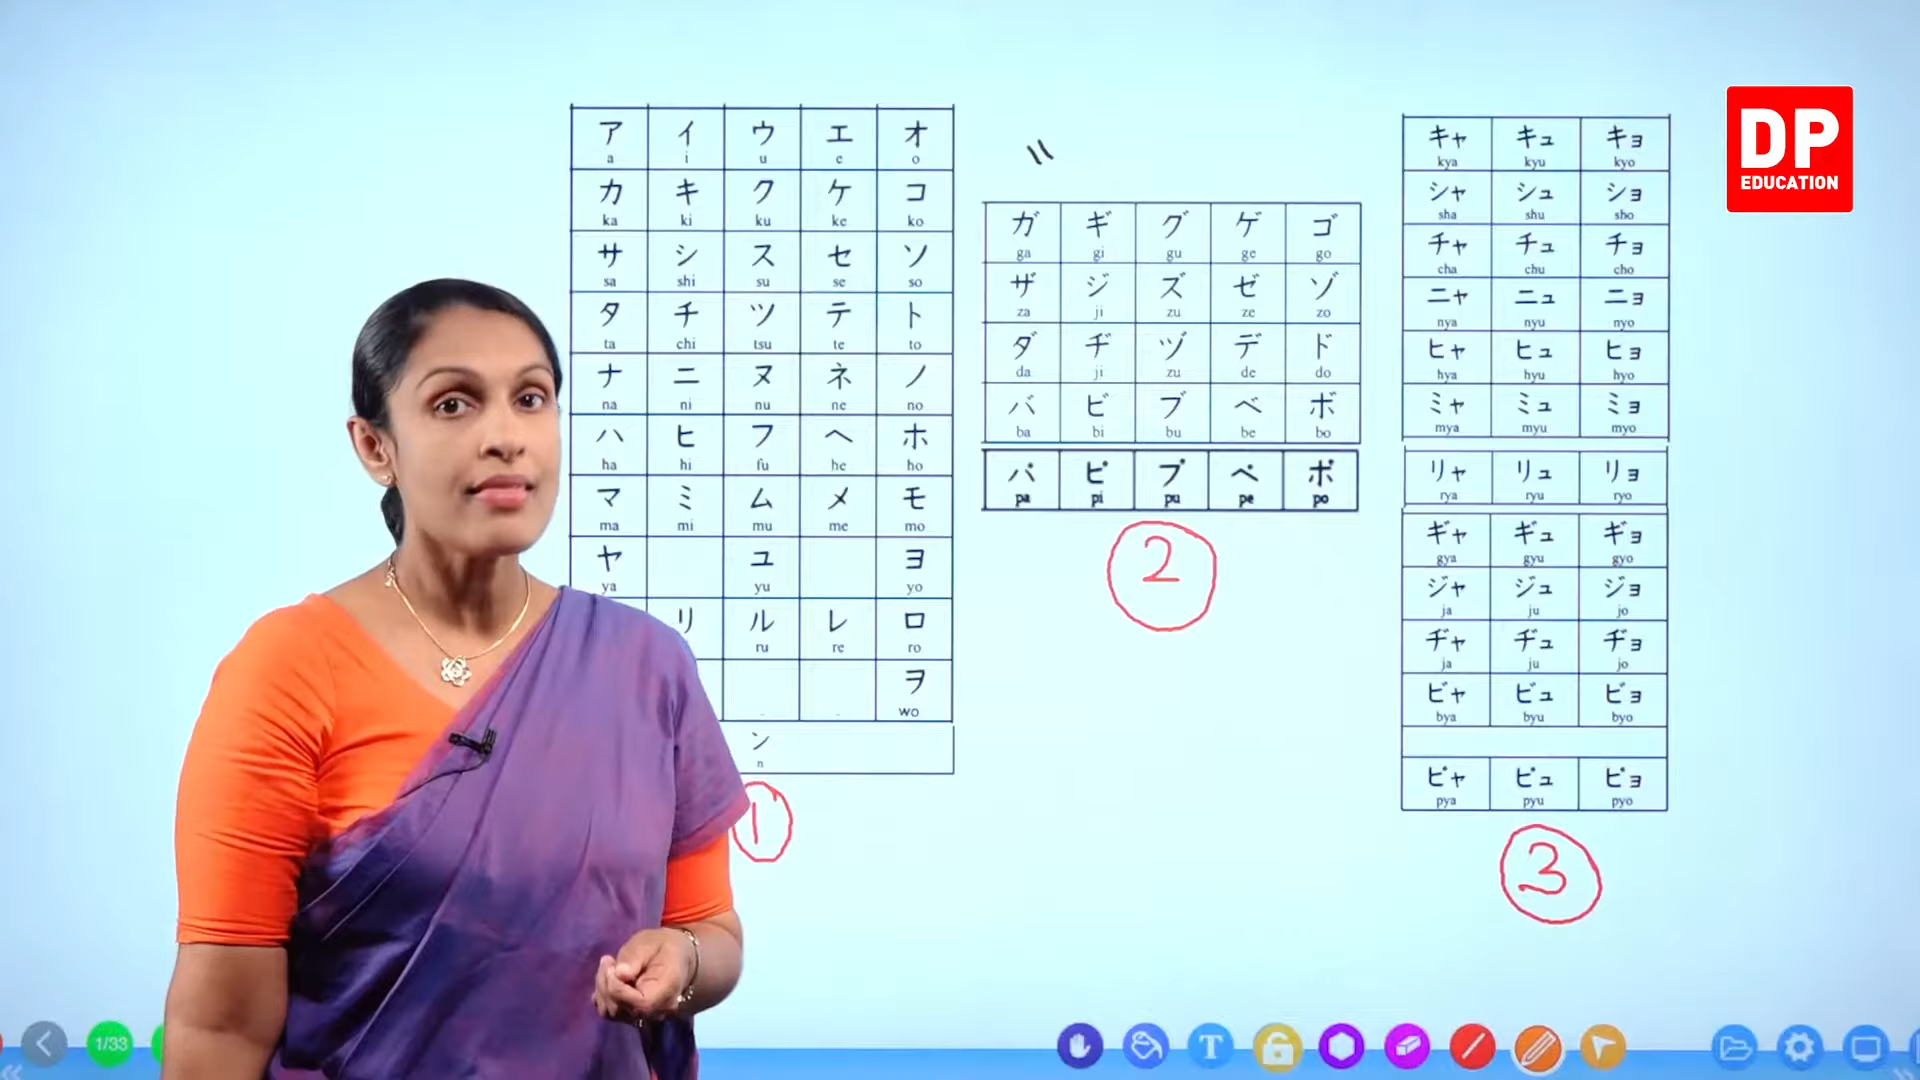 ア イ ウ エ オ
a i u e o
カ キ ク ケ コ
ka ki ku ke ko
サ シ ス セ ソ
sa shi su se so
タ チ ツ テ ト
ta chi tsu te to
ナ ニ ヌ ネ ノ
na ni nu ne no
ハ ヒ フ ヘ ホ
ha hi fu he ho
マ ミ ム メ モ
ma mi mu me mo
ヤ ユ ヨ
ya yu yo
リ ル レ ロ
ru re ro
ヲ
wo
ン
n
1
〃
ガ ギ グ ゲ ゴ
ga gi gu ge go
ザ ジ ズ ゼ ゾ
za ji zu ze zo
ダ ヂ ヅ デ ド
da ji zu de do
バ ビ ブ ベ ボ
ba bi bu be bo
パ ピ プ ペ ポ
pa pi pu pe po
2
キャ キュ キョ
kya kyu kyo
シャ シュ ショ
sha shu sho
チャ チュ チョ
cha chu cho
ニャ ニュ ニョ
nya nyu nyo
ヒャ ヒュ ヒョ
hya hyu hyo
ミャ ミュ ミョ
mya myu myo
リャ リュ リョ
rya ryu ryo
ギャ ギュ ギョ
gya gyu gyo
ジャ ジュ ジョ
ja ju jo
ヂャ ヂュ ヂョ
ja ju jo
ビャ ビュ ビョ
bya byu byo
ピャ ピュ ピョ
pya pyu pyo
3
DP
EDUCATION
1/33
T